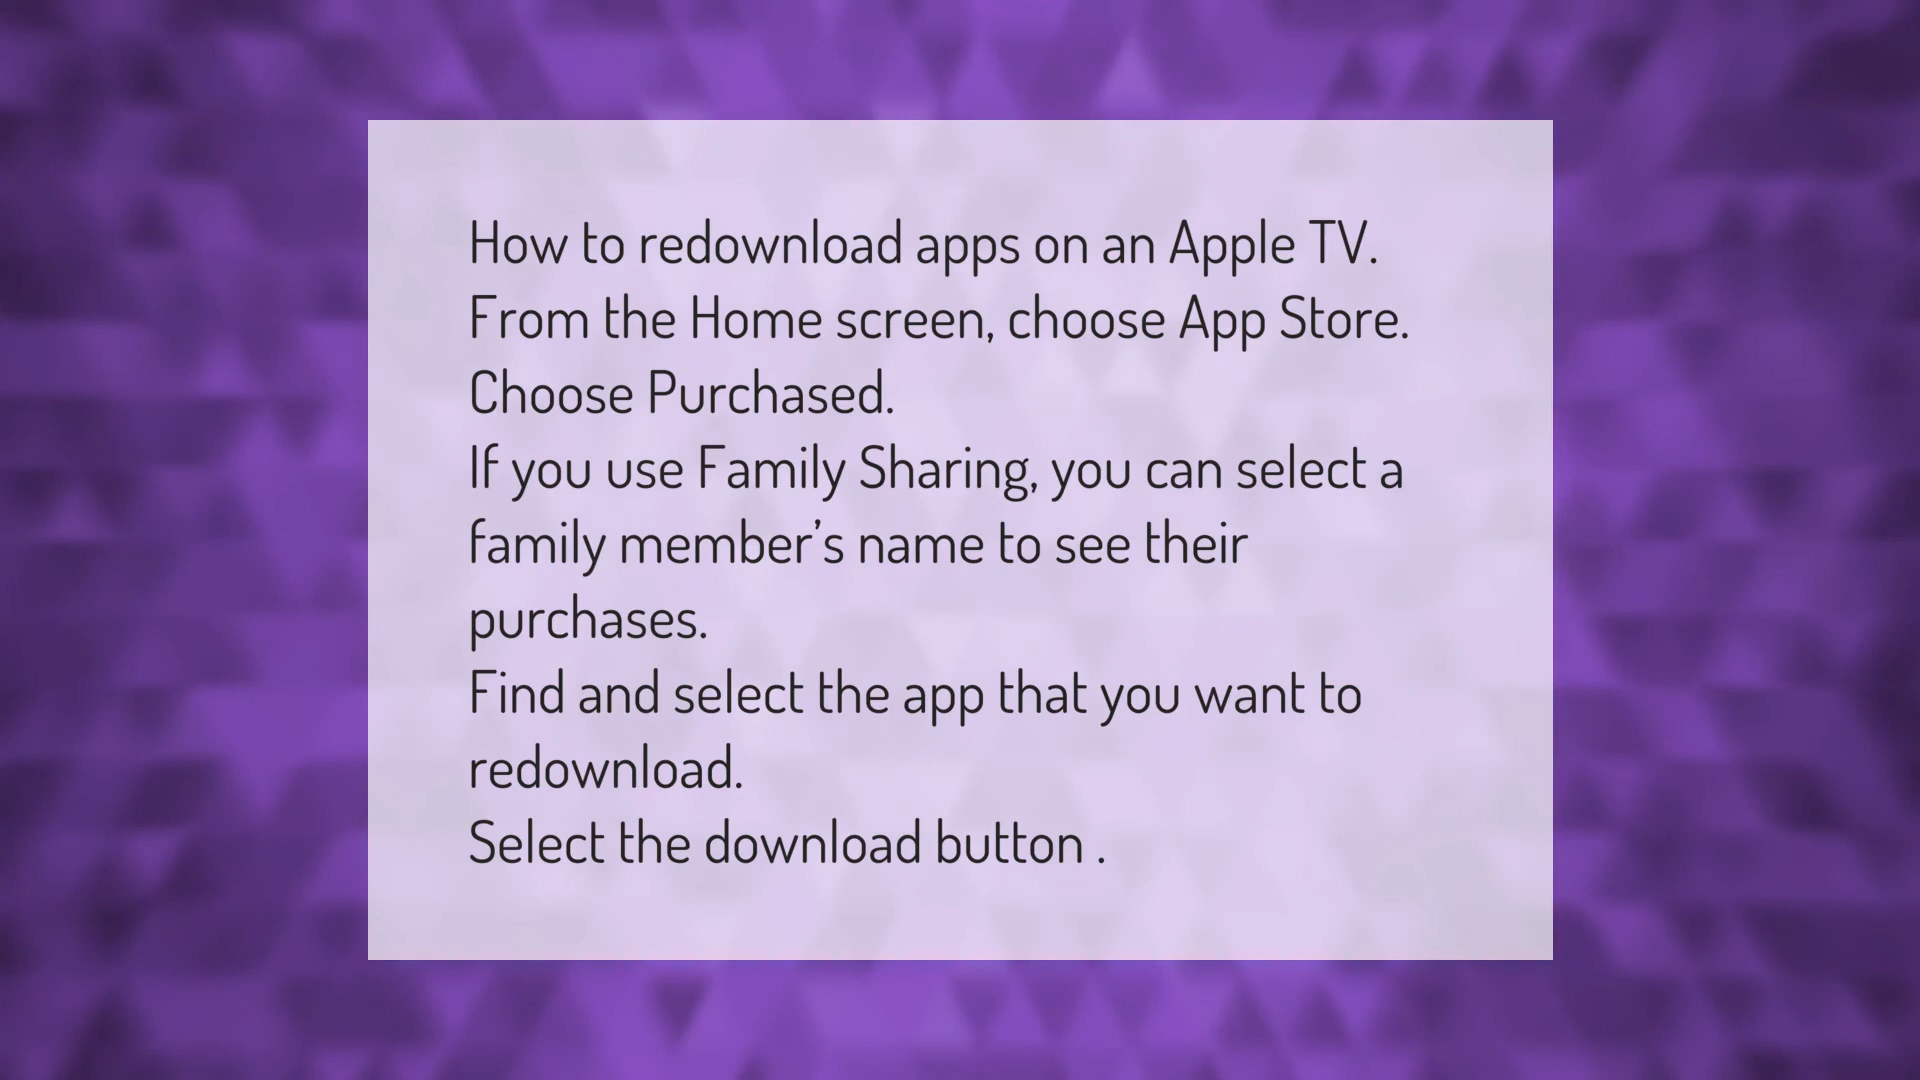 How to redownload apps on an Apple TV.
From the Home screen, choose App Store.
Choose Purchased.
If you use Family Sharing, you can select a
family member’s name to see their
purchases.
Find and select the app that you want to
redownload.
Select the download button .